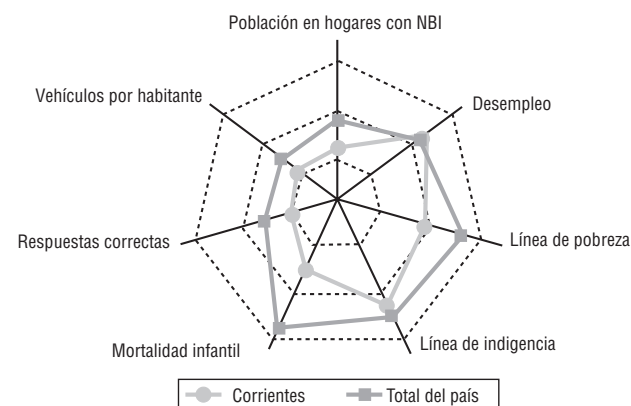 Población en hogares con NBI
Vehículos por habitante
Desempleo
Respuestas correctas
Línea de pobreza
Mortalidad infantil
Línea de indigencia
Corrientes
Total del país